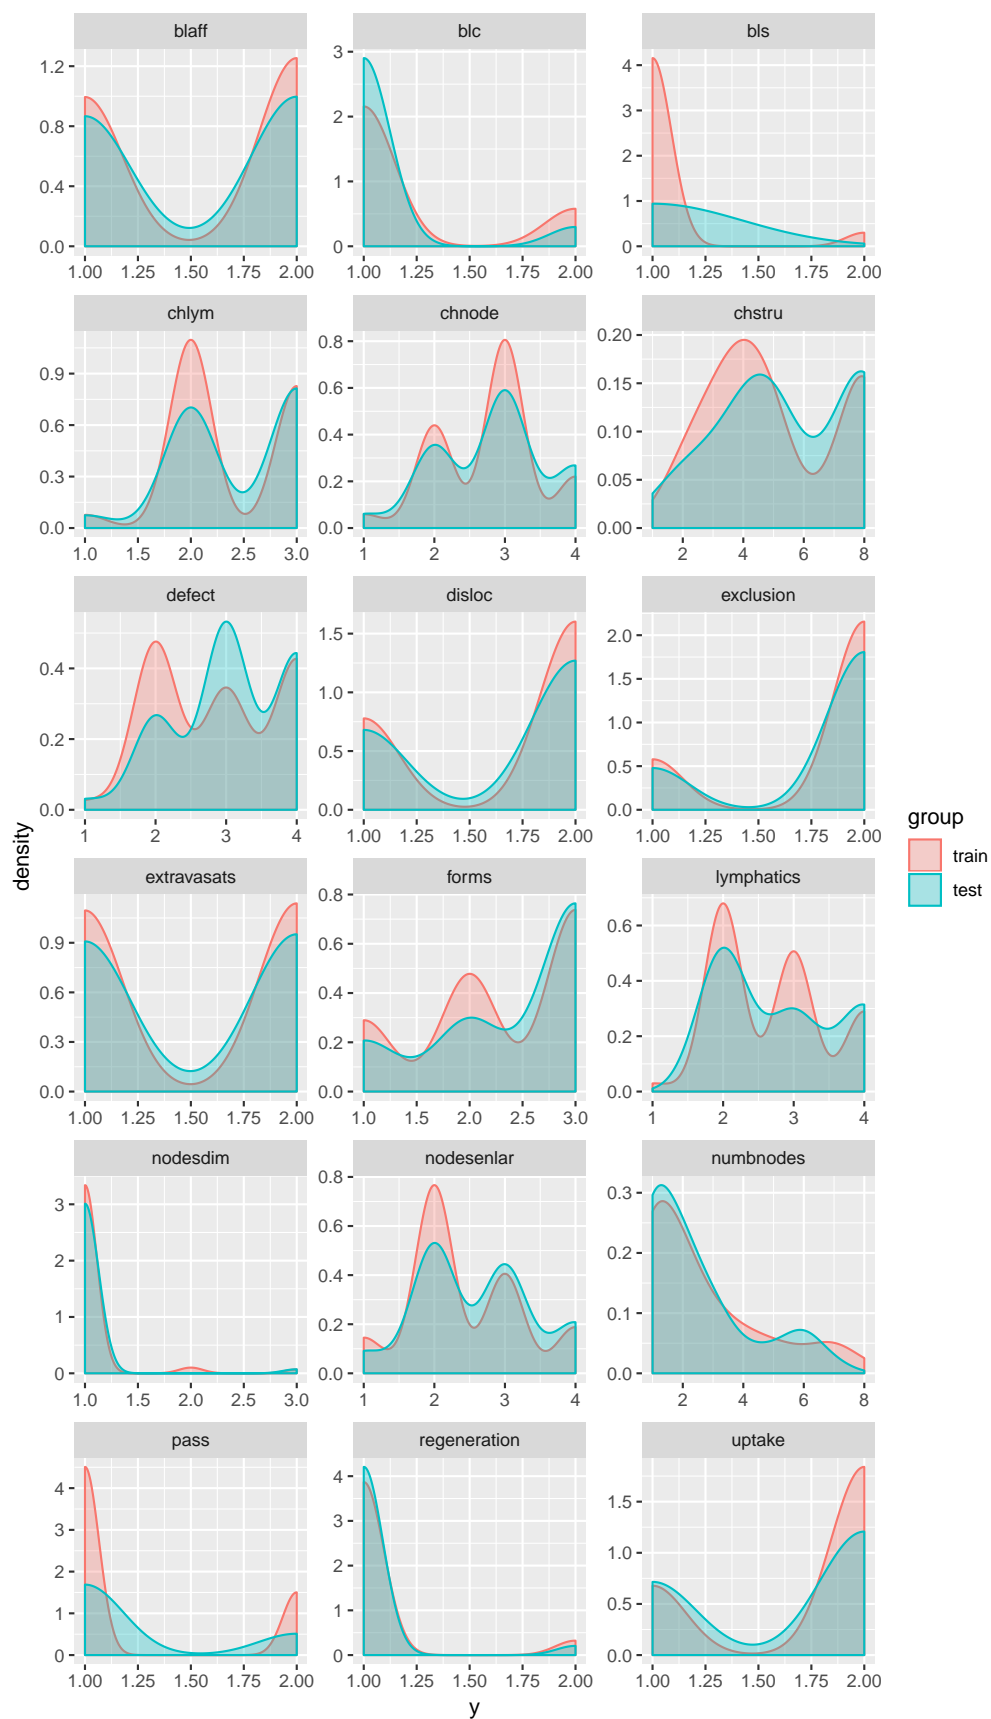 blaff blc bls
1.2 3 4
0.8 2 3
0.4 1 2
0.0 0 1
0
1.00 1.25 1.50 1.75 2.00 1.00 1.25 1.50 1.75 2.00 1.00 1.25 1.50 1.75 2.00
chlym chnode chstru
0.9 0.8 0.20
0.6 0.6 0.15
0.3 0.4 0.10
0.0 0.2 0.05
0.0 0.00
1.0 1.5 2.0 2.5 3.0 1 2 3 4 2 4 6 8
defect disloc exclusion
0.4 1.5 2.0
0.2 1.0 1.5
0.0 0.5 1.0
0.0 0.5
0.0
1 2 3 4 1.00 1.25 1.50 1.75 2.00 1.00 1.25 1.50 1.75 2.00
extravasats forms lymphatics
0.9 0.8 0.6
0.6 0.6 0.4
0.3 0.4 0.2
0.0 0.2 0.0
0.0
1.00 1.25 1.50 1.75 2.00 1.0 1.5 2.0 2.5 3.0 1 2 3 4
nodesdim nodesenlar numbnodes
3 0.8 0.3
2 0.6 0.2
1 0.4 0.1
0 0.2 0.0
0.0
1.0 1.5 2.0 2.5 3.0 1 2 3 4 2 4 6 8
pass regeneration uptake
4 4 1.5
3 3 1.0
2 2 0.5
1 1 0.0
0 0
1.00 1.25 1.50 1.75 2.00 1.00 1.25 1.50 1.75 2.00 1.00 1.25 1.50 1.75 2.00
y
density
group
train
test